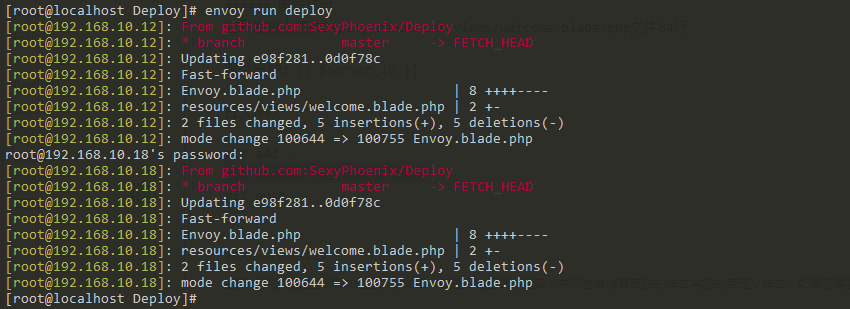 [root@localhost Deploy]# envoy run deploy
[root@192.168.10.12]: From github.com:SexyPhoenix/Deploy
[root@192.168.10.12]: * branch            master     -> FETCH_HEAD
[root@192.168.10.12]: Updating e98f281..0d0f78c
[root@192.168.10.12]: Fast-forward
[root@192.168.10.12]: Envoy.blade.php                   | 8 ++++----
[root@192.168.10.12]: resources/views/welcome.blade.php | 2 +-
[root@192.168.10.12]: 2 files changed, 5 insertions(+), 5 deletions(-)
[root@192.168.10.12]: mode change 100644 => 100755 Envoy.blade.php
root@192.168.10.18's password:
[root@192.168.10.18]: From github.com:SexyPhoenix/Deploy
[root@192.168.10.18]: * branch            master     -> FETCH_HEAD
[root@192.168.10.18]: Updating e98f281..0d0f78c
[root@192.168.10.18]: Fast-forward
[root@192.168.10.18]: Envoy.blade.php                   | 8 ++++----
[root@192.168.10.18]: resources/views/welcome.blade.php | 2 +-
[root@192.168.10.18]: 2 files changed, 5 insertions(+), 5 deletions(-)
[root@192.168.10.18]: mode change 100644 => 100755 Envoy.blade.php
[root@localhost Deploy]#